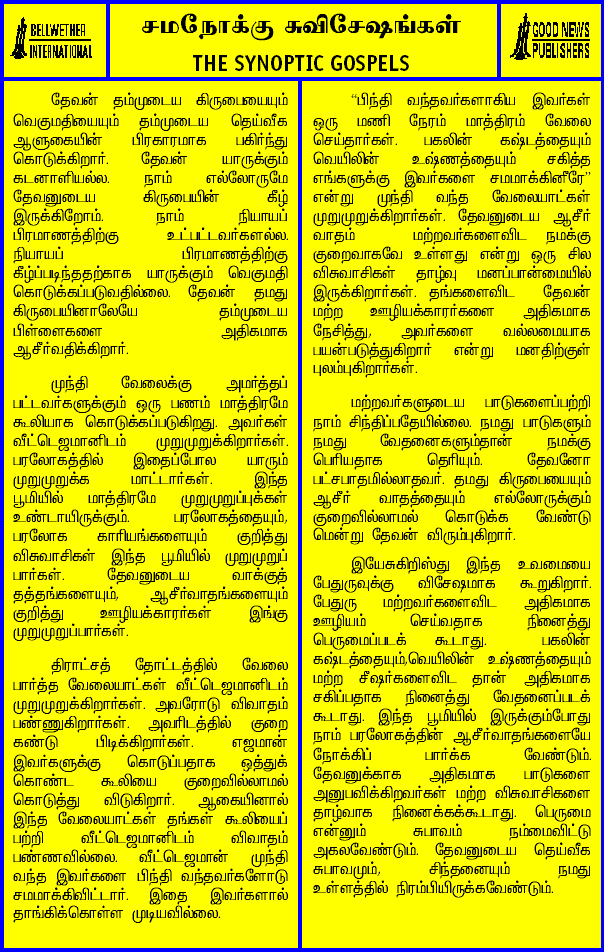 BELLWETHER
INTERNATIONAL
சமநோக்கு சுவிசேஷங்கள்
THE SYNOPTIC GOSPELS
GOOD NEWS
PUBLISHERS
தேவன் தம்முடைய கிருபையையும்
வெகுமதியையும் தம்முடைய தெய்வீக
ஆளுகையின் பிரகாரமாக பகிர்ந்து
கொடுக்கிறார். தேவன் யாருக்கும்
கடனாளியல்ல. நாம் எல்லோருமே
தேவனுடைய கிருபையின் கீழ்
இருக்கிறோம். நாம் நியாயப்
பிரமாணத்திற்கு உட்பட்டவர்களல்ல.
நியாயப் பிரமாணத்திற்கு
கீழ்ப்படிந்ததற்காக யாருக்கும் வெகுமதி
கொடுக்கப்படுவதில்லை. தேவன் தமது
கிருபையினாலேயே தம்முடைய
பிள்ளைகளை அதிகமாக
ஆசீர்வதிக்கிறார்.
முந்தி வேலைக்கு அமர்த்தப்
பட்டவர்களுக்கும் ஒரு பணம் மாத்திரமே
கூலியாக கொடுக்கப்படுகிறது. அவர்கள்
வீட்டெஜமானிடம் முறுமுறுக்கிறார்கள்.
பரலோகத்தில் இதைப்போல யாரும்
முறுமுறுக்க மாட்டார்கள். இந்த
பூமியில் மாத்திரமே முறுமுறுப்புக்கள்
உண்டாயிருக்கும். பரலோகத்தையும்,
பரலோக காரியங்களையும் குறித்து
விசுவாசிகள் இந்த பூமியில் முறுமுறுப்
பார்கள். தேவனுடைய வாக்குத்
தத்தங்களையும், ஆசீர்வாதங்களையும்
குறித்து ஊழியக்காரர்கள் இங்கு
முறுமுறுப்பார்கள்.
திராட்சத் தோட்டத்தில் வேலை
பார்த்த வேலையாட்கள் வீட்டெஜமானிடம்
முறுமுறுக்கிறார்கள். அவரோடு விவாதம்
பண்ணுகிறார்கள். அவரிடத்தில் குறை
கண்டு பிடிக்கிறார்கள். எஜமான்
இவர்களுக்கு கொடுப்பதாக ஒத்துக்
கொண்ட கூலியை குறைவில்லாமல்
கொடுத்து விடுகிறார். ஆகையினால்
இந்த வேலையாட்கள் தங்கள் கூலியைப்
பற்றி வீட்டெஜமானிடம் விவாதம்
பண்ணவில்லை. வீட்டெஜமான் முந்தி
வந்த இவர்களை பிந்தி வந்தவர்களோடு
சமமாக்கிவிட்டார். இதை இவர்களால்
தாங்கிக்கொள்ள முடியவில்லை.
“பிந்தி வந்தவர்களாகிய இவர்கள்
ஒரு மணி நேரம் மாத்திரம் வேலை
செய்தார்கள். பகலின் கஷ்டத்தையும்
வெயிலின் உஷ்ணத்தையும் சகித்த
எங்களுக்கு இவர்களை சமமாக்கினீரே”
என்று முந்தி வந்த வேலையாட்கள்
முறுமுறுக்கிறார்கள். தேவனுடைய ஆசீர்
வாதம் மற்றவர்களைவிட நமக்கு
குறைவாகவே உள்ளது என்று ஒரு சில
விசுவாசிகள் தாழ்வு மனப்பான்மையில்
இருக்கிறார்கள். தங்களைவிட தேவன்
மற்ற ஊழியக்காரர்களை அதிகமாக
நேசித்து, அவர்களை வல்லமையாக
பயன்படுத்துகிறார் என்று மனதிற்குள்
புலம்புகிறார்கள்.
மற்றவர்களுடைய பாடுகளைப்பற்றி
நாம் சிந்திப்பதேயில்லை. நமது பாடுகளும்
நமது வேதனைகளும்தான் நமக்கு
பெரியதாக தெரியும். தேவனோ
பட்சபாதமில்லாதவர். தமது கிருபையையும்
ஆசீர் வாதத்தையும் எல்லோருக்கும்
குறைவில்லாமல் கொடுக்க வேண்டு
மென்று தேவன் விரும்புகிறார்.
இயேசுகிறிஸ்து இந்த உவமையை
பேதுருவுக்கு விசேஷமாக கூறுகிறார்.
பேதுரு மற்றவர்களைவிட அதிகமாக
ஊழியம் செய்வதாக நினைத்து
பெருமைப்படக் கூடாது. பகலின்
கஷ்டத்தையும்,வெயிலின் உஷ்ணத்தையும்
மற்ற சீஷர்களைவிட தான் அதிகமாக
சகிப்பதாக நினைத்து வேதனைப்படக்
கூடாது. இந்த பூமியில் இருக்கும்போது
நாம் பரலோகத்தின் ஆசீர்வாதங்களையே
நோக்கிப் பார்க்க வேண்டும்.
தேவனுக்காக அதிகமாக பாடுகளை
அனுபவிக்கிறவர்கள் மற்ற விசுவாசிகளை
தாழ்வாக நினைக்கக்கூடாது. பெருமை
என்னும் சுபாவம் நம்மைவிட்டு
அகலவேண்டும். தேவனுடைய தெய்வீக
சுபாவமும், சிந்தனையும் நமது
உள்ளத்தில் நிரம்பியிருக்கவேண்டும்.